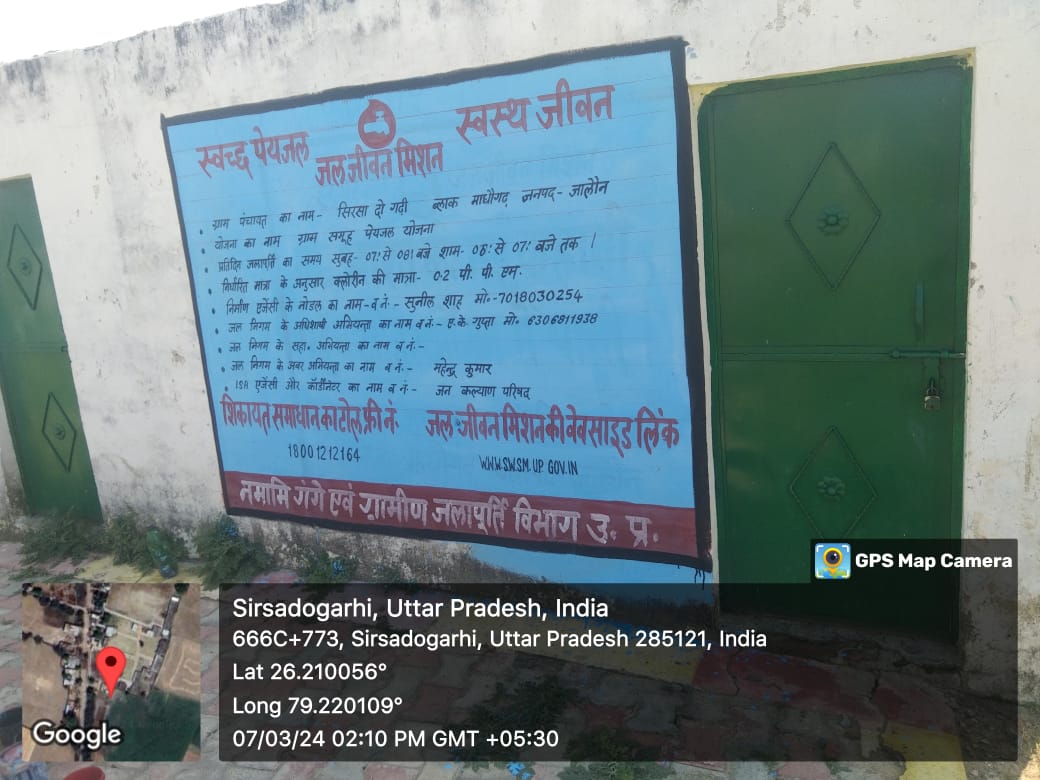 स्वच्छ पेयजल
स्वस्थ जीवन
जल जीवन मिशन
• ग्राम पंचायत का नाम- सिरसा दो गढ़ी ब्लाक माधौगढ़ जनपद- जालौन
• योजना का नाम ग्राम समूह पेयजल योजना
• प्रतिदिन जलापूर्ति का समय सुबह- 07: से 08: बजे शाम- 06: से 07: बजे तक |
• निर्धारित मात्रा के अनुसार क्लोरीन की मात्रा- 0.2 पी. पी. एम.
• निर्माण एजेंसी के नोडल का नाम- व नं: - सुनील शाह मो.-7018030254
• जल निगम के अधिशाषी अभियन्ता का नाम व नं:- ए.के. गुप्ता मो. 6306811938
• जल निगम के सहा. अभियन्ता का नाम व नं:-
• जल निगम के अवर अभियन्ता का नाम व नं:- महेन्द्र कुमार
• ISA एजेंसी और कॉर्डीनेटर का नाम व नं- जन कल्याण परिषद्
शिकायत समाधान का टोल फ्री नं:
जल जीवन मिशन की वेबसाइड लिंक
18001212164
WWW.SWSM.UP.GOV.IN
नमामि गंगे एवं ग्रामीण जलापूर्ति विभाग उ. प्र.
GPS Map Camera
Sirsadogarhi, Uttar Pradesh, India
666C+773, Sirsadogarhi, Uttar Pradesh 285121, India
Lat 26.210056°
Long 79.220109°
07/03/24 02:10 PM GMT +05:30
Google